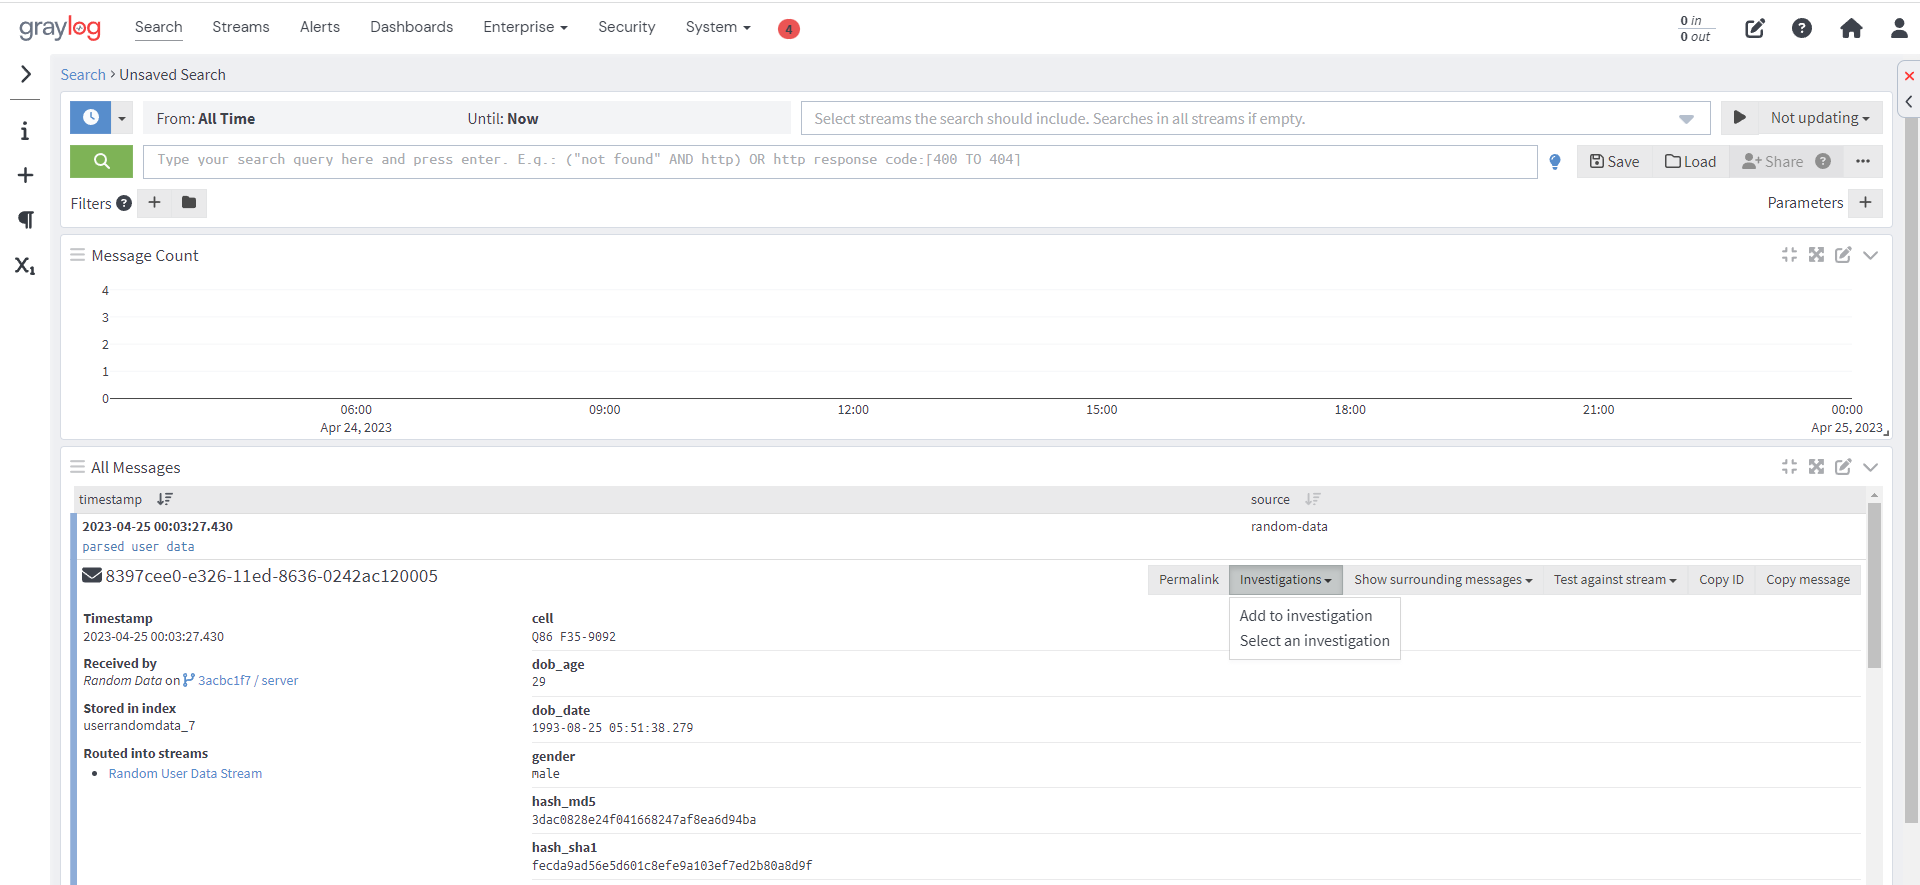 graylog Search Streams Alerts Dashboards Enterprise Security System 4 0 in
0 out
Search › Unsaved Search
From: All Time Until: Now Select streams the search should include. Searches in all streams if empty. Not updating
Type your search query here and press enter. E.g.: ("not found" AND http) OR http_response_code:[400 TO 404] Save Load Share
Filters Parameters
Message Count
4
3
2
1
0
06:00 09:00 12:00 15:00 18:00 21:00 00:00
Apr 24, 2023 Apr 25, 2023
All Messages
timestamp source
2023-04-25 00:03:27.430 random-data
parsed user data
8397cee0-e326-11ed-8636-0242ac120005 Permalink Investigations Show surrounding messages Test against stream Copy ID Copy message
Add to investigation
Select an investigation
Timestamp
2023-04-25 00:03:27.430
Received by
Random Data on 3acbc1f7 / server
Stored in index
userrandomdata_7
Routed into streams
Random User Data Stream
cell
Q86 F35-9092
dob_age
29
dob_date
1993-08-25 05:51:38.279
gender
male
hash_md5
3dac0828e24f041668247af8ea6d94ba
hash_sha1
fecda9ad56e5d601c8efe9a103ef7ed2b80a8d9f